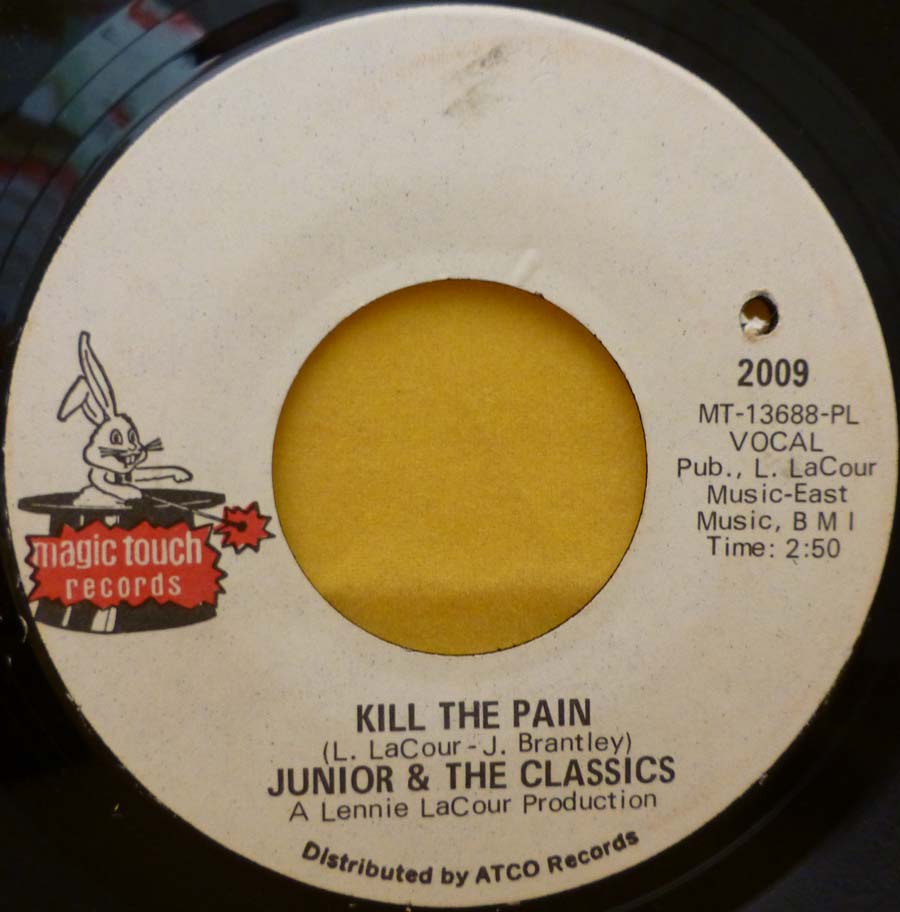 magic touch
records
2009
MT-13688-PL
VOCAL
Pub., L. LaCour
Music-East
Music, B M I
Time: 2:50
KILL THE PAIN
(L. LaCour - J. Brantley)
JUNIOR & THE CLASSICS
A Lennie LaCour Production
Distributed by ATCO Records